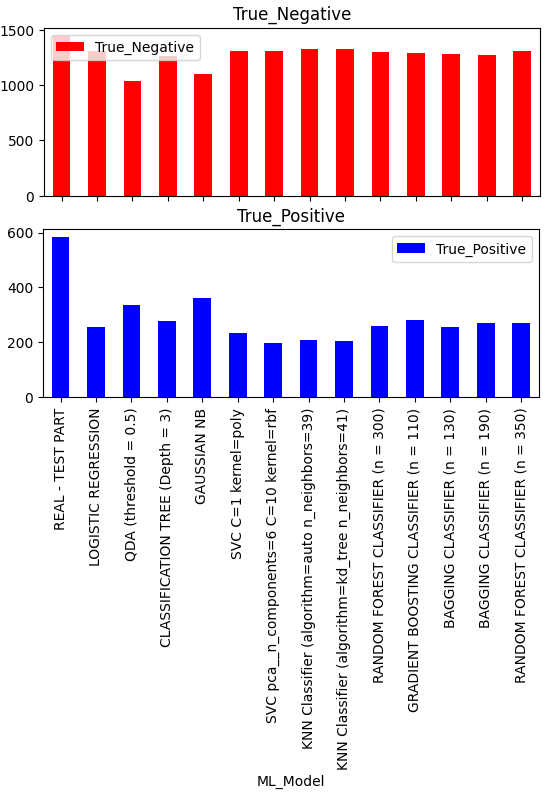 True_Negative
1500
True_Negative
1000
500
0
True_Positive
600
True_Positive
400
200
0
REAL - TEST PART
LOGISTIC REGRESSION
QDA (threshold = 0.5)
CLASSIFICATION TREE (Depth = 3)
GAUSSIAN NB
SVC C=1 kernel=poly
SVC pca__n_components=6 C=10 kernel=rbf
KNN Classifier (algorithm=auto n_neighbors=39)
KNN Classifier (algorithm=kd_tree n_neighbors=41)
RANDOM FOREST CLASSIFIER (n = 300)
GRADIENT BOOSTING CLASSIFIER (n = 110)
BAGGING CLASSIFIER (n = 130)
BAGGING CLASSIFIER (n = 190)
RANDOM FOREST CLASSIFIER (n = 350)
ML_Model